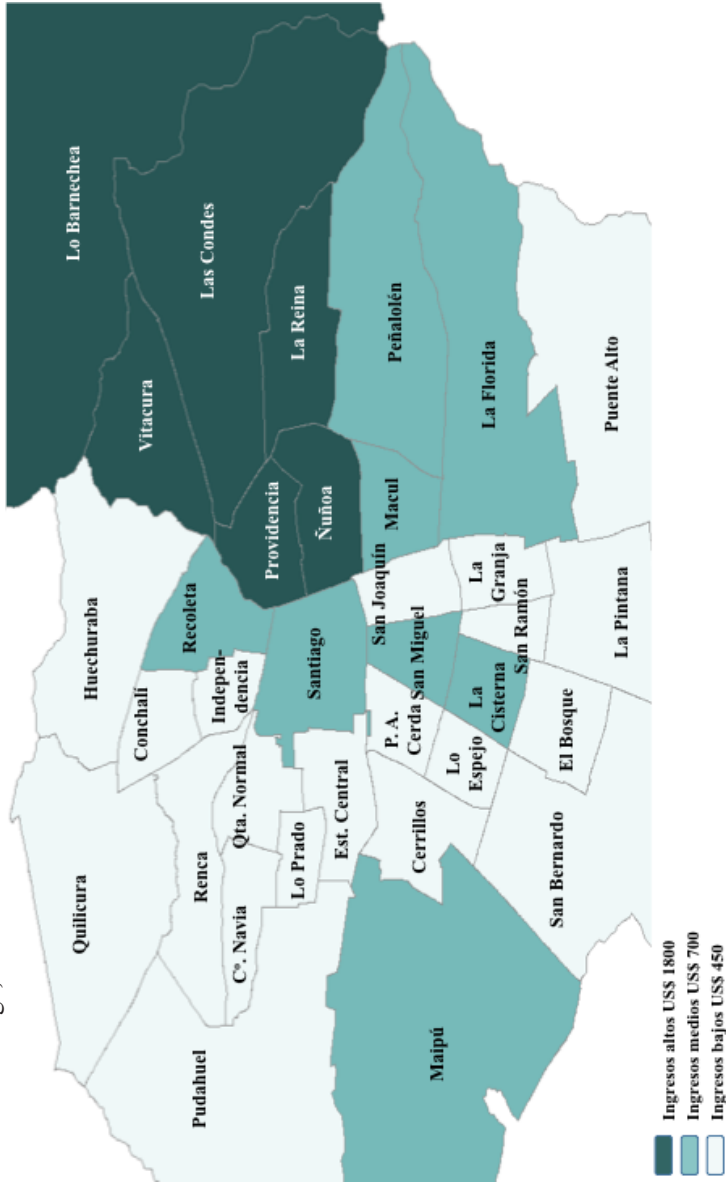 Quilicura
Huechuraba
Lo Barnechea
Vitacura
Conchalí
Recoleta
Las Condes
Renca
Pudahuel
Indepen-
dencia
Qta. Normal
Cº. Navia
Providencia
La Reina
Lo Prado
Santiago
Ñuñoa
Est. Central
San Joaquín
Macul
Peñalolén
P. A.
Cerda
San Miguel
Cerrillos
Maipú
Lo
Espejo
La
Cisterna
La
Granja
La Florida
San Ramón
El Bosque
San Bernardo
La Pintana
Puente Alto
Ingresos altos US$ 1800
Ingresos medios US$ 700
Ingresos bajos US$ 450